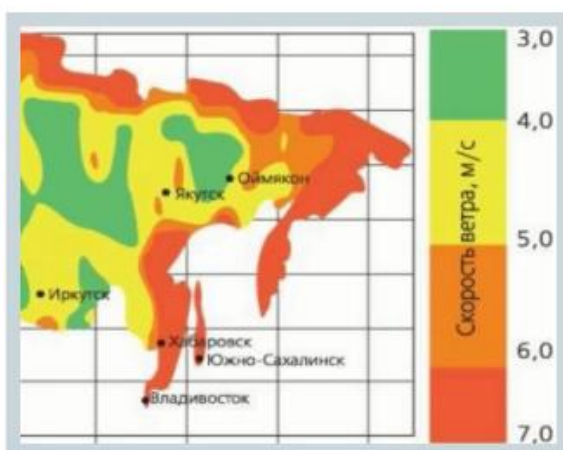 3,0
4,0
Скорость ветра, м/с
5,0
6,0
7,0
Оймякон
Якутск
Иркутск
Хабаровск
Южно-Сахалинск
Владивосток